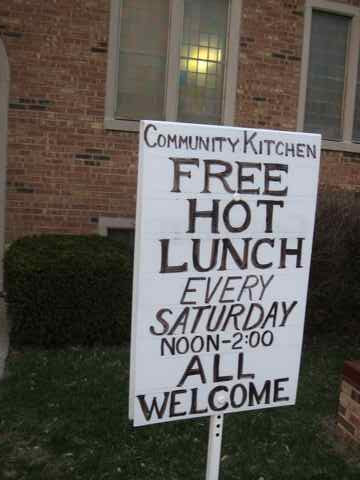 COMMUNITY KITCHEN
FREE
HOT
LUNCH
EVERY
SATURDAY
NOON-2:00
ALL
WELCOME